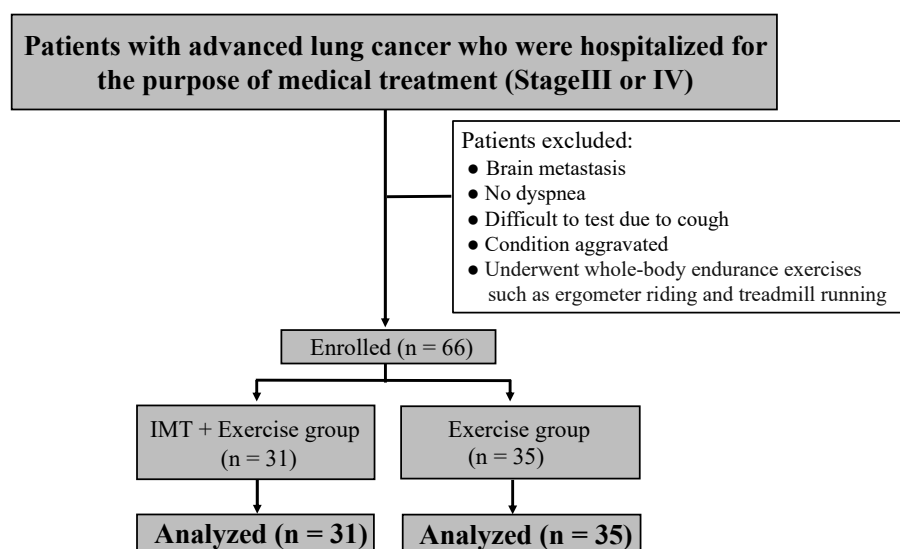 Patients with advanced lung cancer who were hospitalized for
the purpose of medical treatment (StageIII or IV)
Patients excluded:
● Brain metastasis
● No dyspnea
● Difficult to test due to cough
● Condition aggravated
● Underwent whole-body endurance exercises
such as ergometer riding and treadmill running
Enrolled (n = 66)
IMT + Exercise group
(n = 31)
Exercise group
(n = 35)
Analyzed (n = 31)
Analyzed (n = 35)